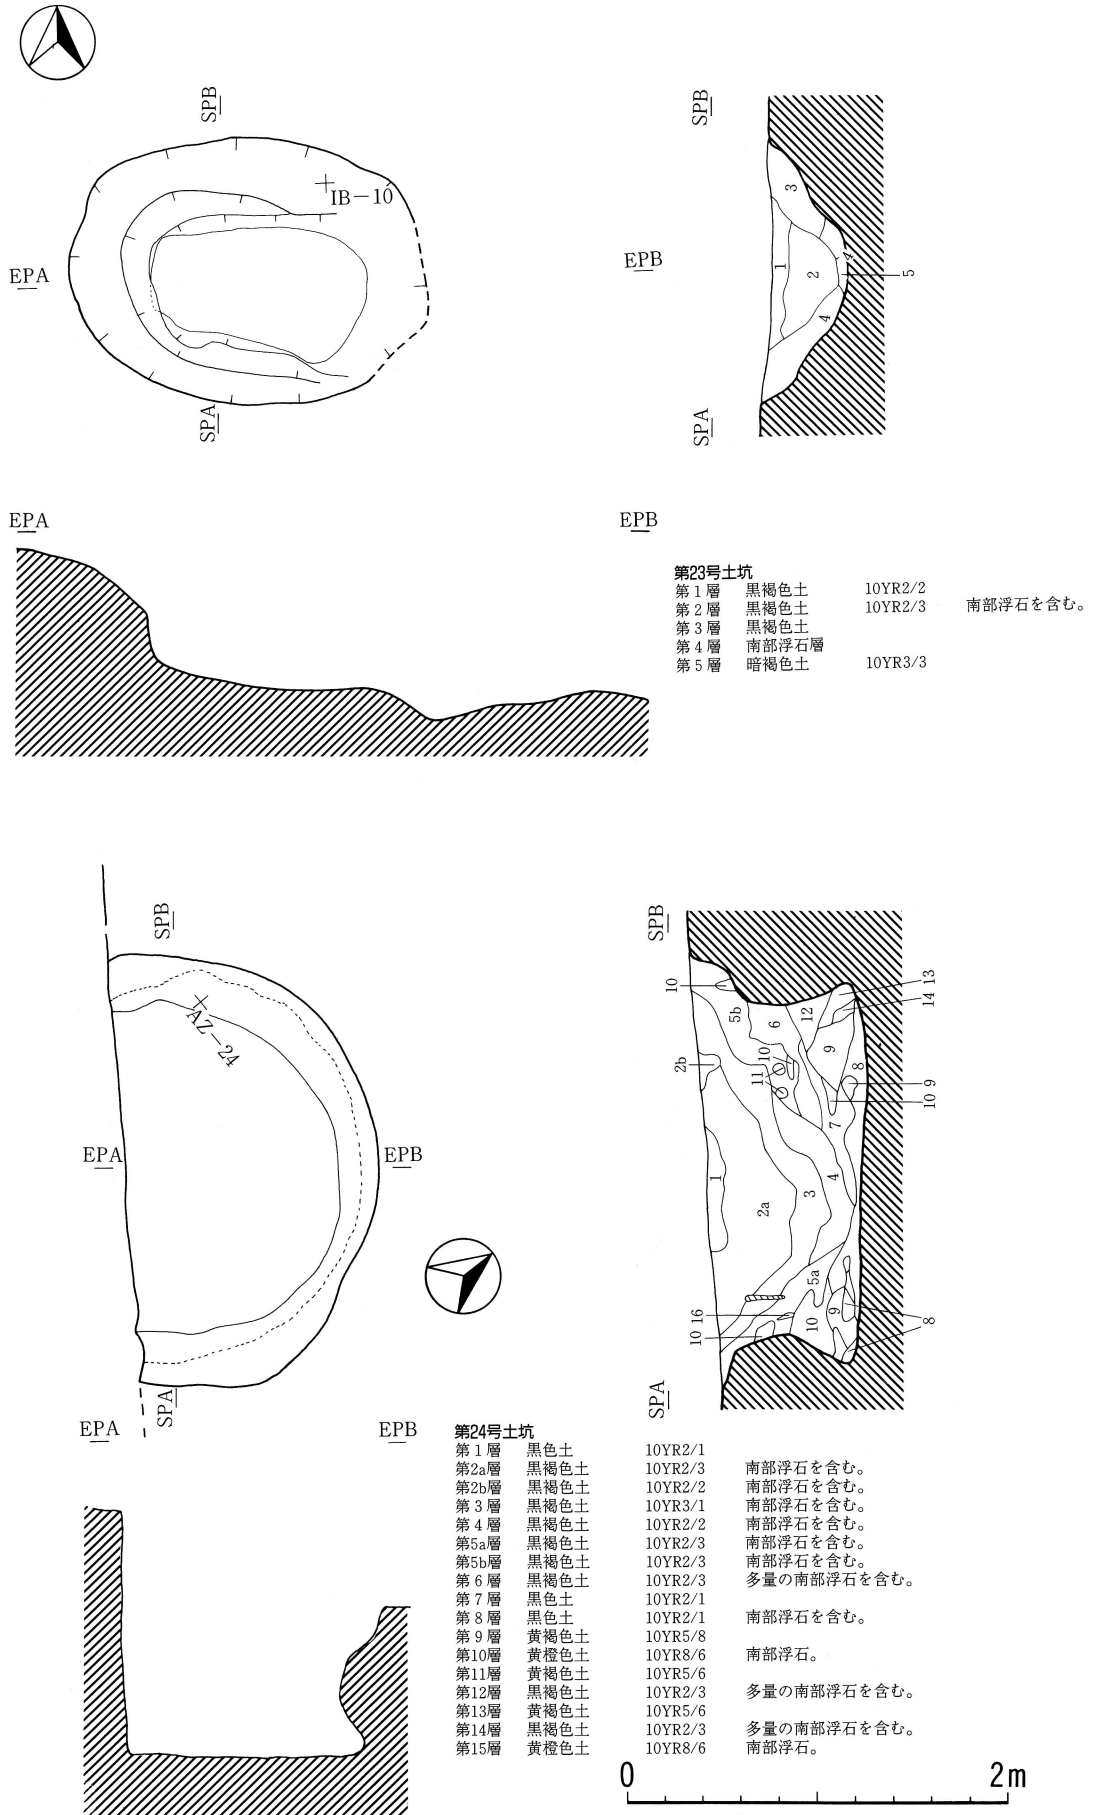 SPB
IB－10
EPA
EPB
SPA
SPB
3
1
2
4
5
4
SPA
EPA
EPB
第23号土坑
第1層 黒褐色土 10YR2/2
第2層 黒褐色土 10YR2/3 南部浮石を含む。
第3層 黒褐色土
第4層 南部浮石層
第5層 暗褐色土 10YR3/3
SPB
AZ－24
EPA
EPB
SPA
SPB
10
5b
6
12
13
14
2b
11
10
9
8
9
10
7
1
2a
3
4
5a
16
10
10
9
8
SPA
EPA
EPB
第24号土坑
第1層 黒色土 10YR2/1
第2a層 黒褐色土 10YR2/3 南部浮石を含む。
第2b層 黒褐色土 10YR2/2 南部浮石を含む。
第3層 黒褐色土 10YR3/1 南部浮石を含む。
第4層 黒褐色土 10YR2/2 南部浮石を含む。
第5a層 黒褐色土 10YR2/3 南部浮石を含む。
第5b層 黒褐色土 10YR2/3 南部浮石を含む。
第6層 黒褐色土 10YR2/3 多量の南部浮石を含む。
第7層 黒色土 10YR2/1
第8層 黒色土 10YR2/1 南部浮石を含む。
第9層 黄褐色土 10YR5/8
第10層 黄橙色土 10YR8/6 南部浮石。
第11層 黄褐色土 10YR5/6
第12層 黒褐色土 10YR2/3 多量の南部浮石を含む。
第13層 黄褐色土 10YR5/6
第14層 黒褐色土 10YR2/3 多量の南部浮石を含む。
第15層 黄橙色土 10YR8/6 南部浮石。
0 2m